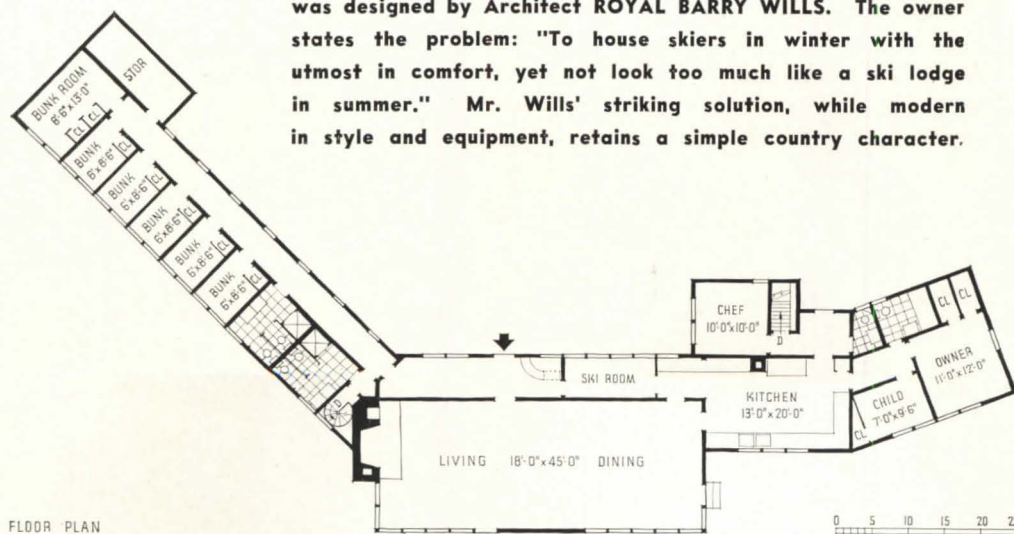 was designed by Architect ROYAL BARRY WILLS. The owner
states the problem: "To house skiers in winter with the
utmost in comfort, yet not look too much like a ski lodge
in summer." Mr. Wills' striking solution, while modern
in style and equipment, retains a simple country character.
STOR
BUNK ROOM
8'-6"x13'-0"
CL CL
BUNK
6'x8'-6"
CL
BUNK
6'x8'-6"
CL
BUNK
6'x8'-6"
CL
BUNK
6'x8'-6"
CL
BUNK
6'x8'-6"
CL
D
CHEF
10'-0"x10'-0"
D
CL CL
OWNER
11'-0"x12'-0"
SKI ROOM
KITCHEN
13'-0"x20'-0"
CHILD
7'-0"x9'-6"
CL
LIVING 18'-0"x45'-0" DINING
FLOOR PLAN
0 5 10 15 20